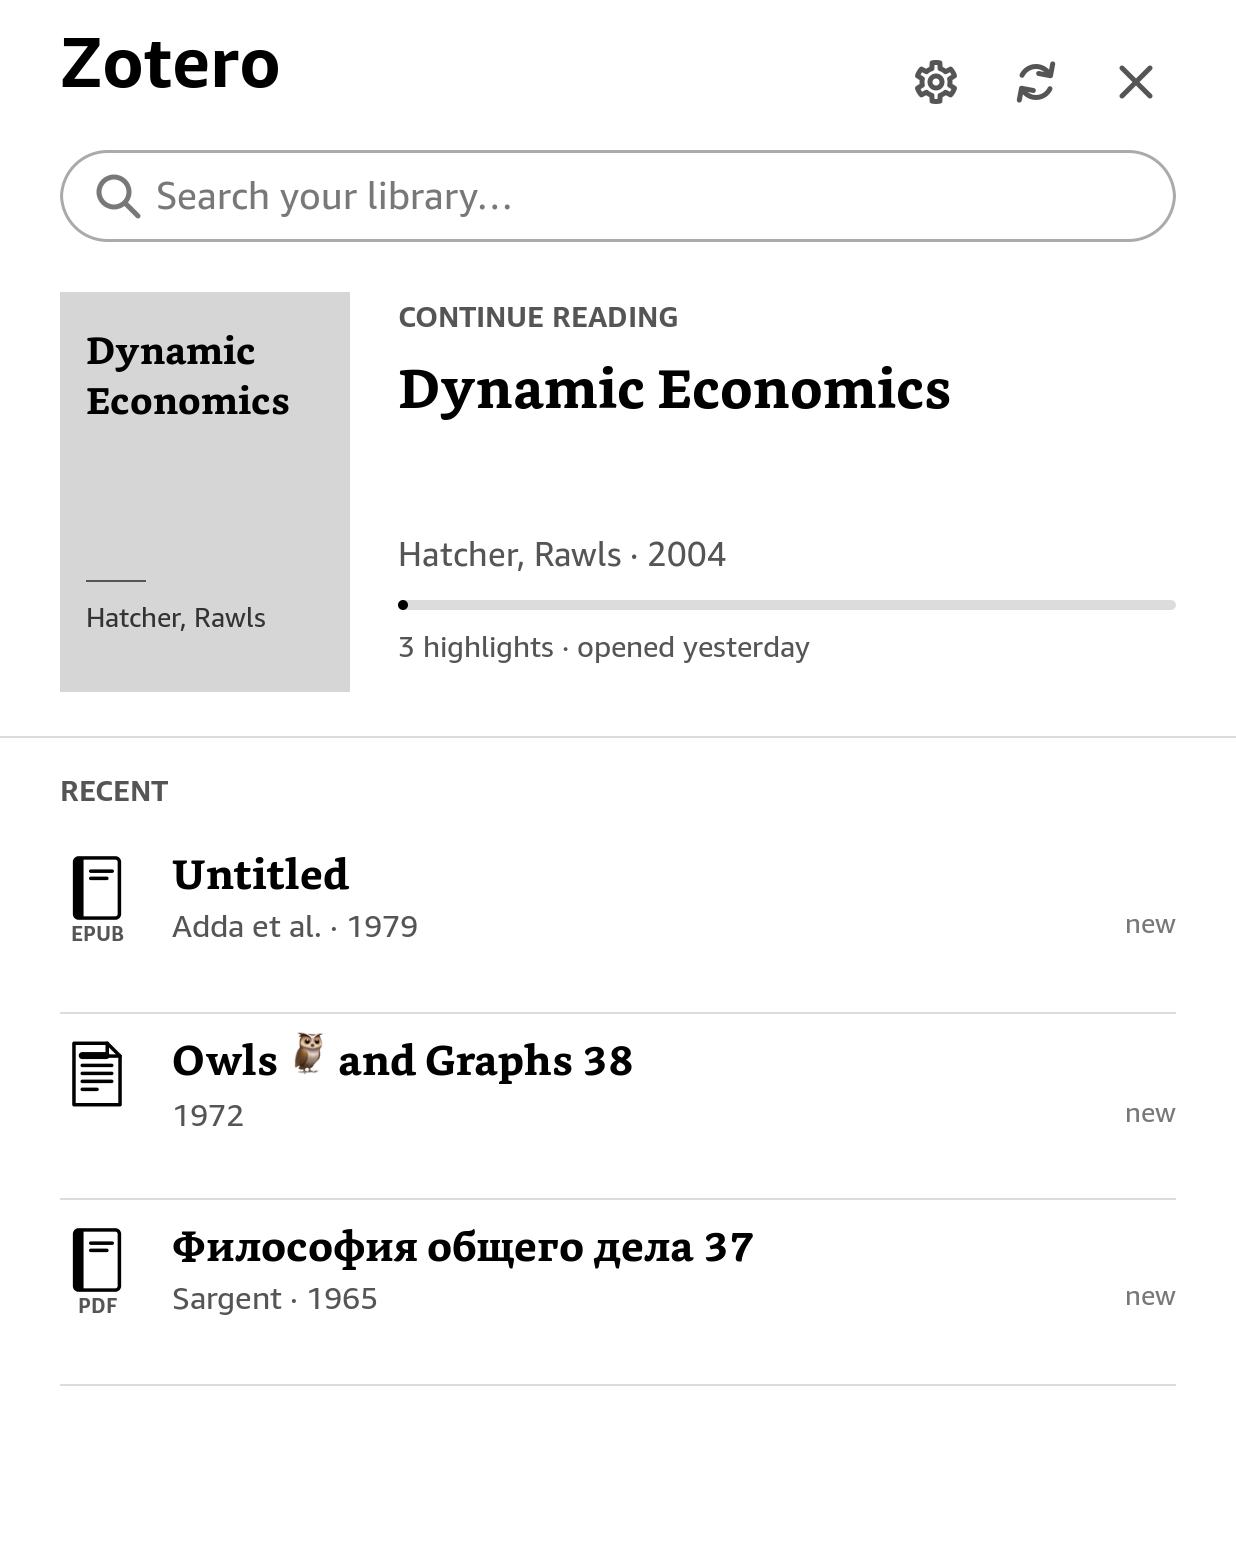 Zotero
Search your library…
Dynamic
Economics
Hatcher, Rawls
CONTINUE READING
Dynamic Economics
Hatcher, Rawls · 2004
3 highlights · opened yesterday
RECENT
EPUB
Untitled
Adda et al. · 1979
new
Owls 🦉 and Graphs 38
1972
new
PDF
Философия общего дела 37
Sargent · 1965
new